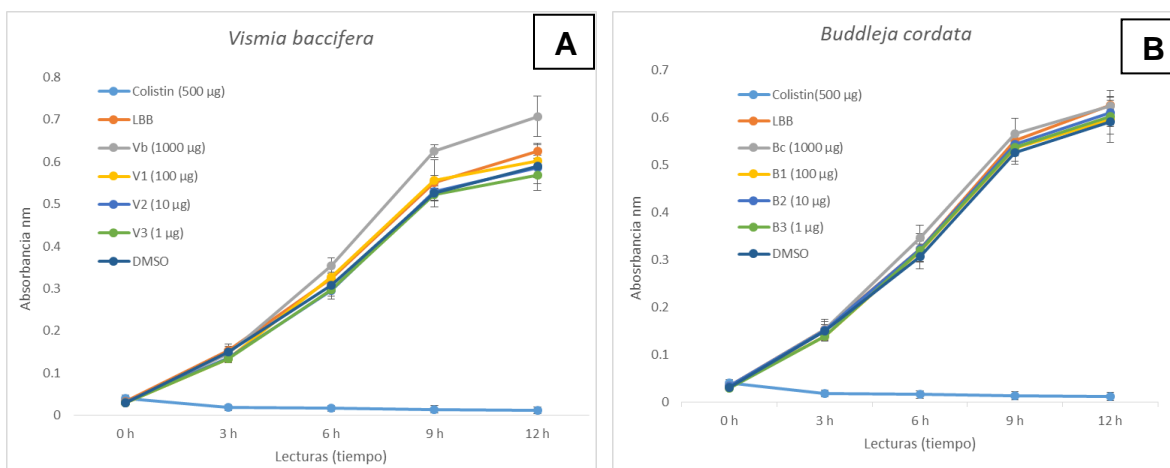 Vismia baccifera
A
Absorbancia nm
0.8
0.7
0.6
0.5
0.4
0.3
0.2
0.1
0
Colistin (500 µg)
LBB
Vb (1000 µg)
V1 (100 µg)
V2 (10 µg)
V3 (1 µg)
DMSO
0 h 3 h 6 h 9 h 12 h
Lecturas (tiempo)
Buddleja cordata
B
Abosrbancia nm
0.7
0.6
0.5
0.4
0.3
0.2
0.1
0
Colistin(500 µg)
LBB
Bc (1000 µg)
B1 (100 µg)
B2 (10 µg)
B3 (1 µg)
DMSO
0 h 3 h 6 h 9 h 12 h
Lecturas (tiempo)